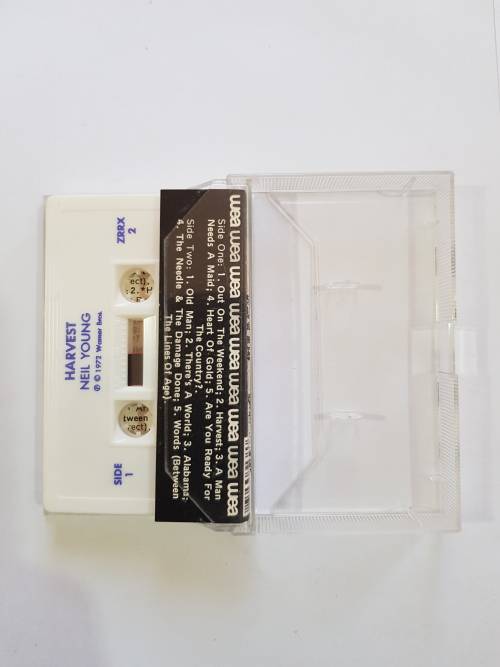 wea wea wea wea wea wea wea wea wea
Side One: 1. Out On The Weekend; 2. Harvest; 3. A Man
Needs A Maid; 4. Heart Of Gold; 5. Are You Ready For
The Country?.
Side Two: 1. Old Man; 2. There's A World; 3. Alabama;
4. The Needle & The Damage Done; 5. Words (Between
The Lines Of Age)
ZRRX
2
SIDE
1
tween
HARVEST
NEIL YOUNG
℗ © 1972 Warner Bros.